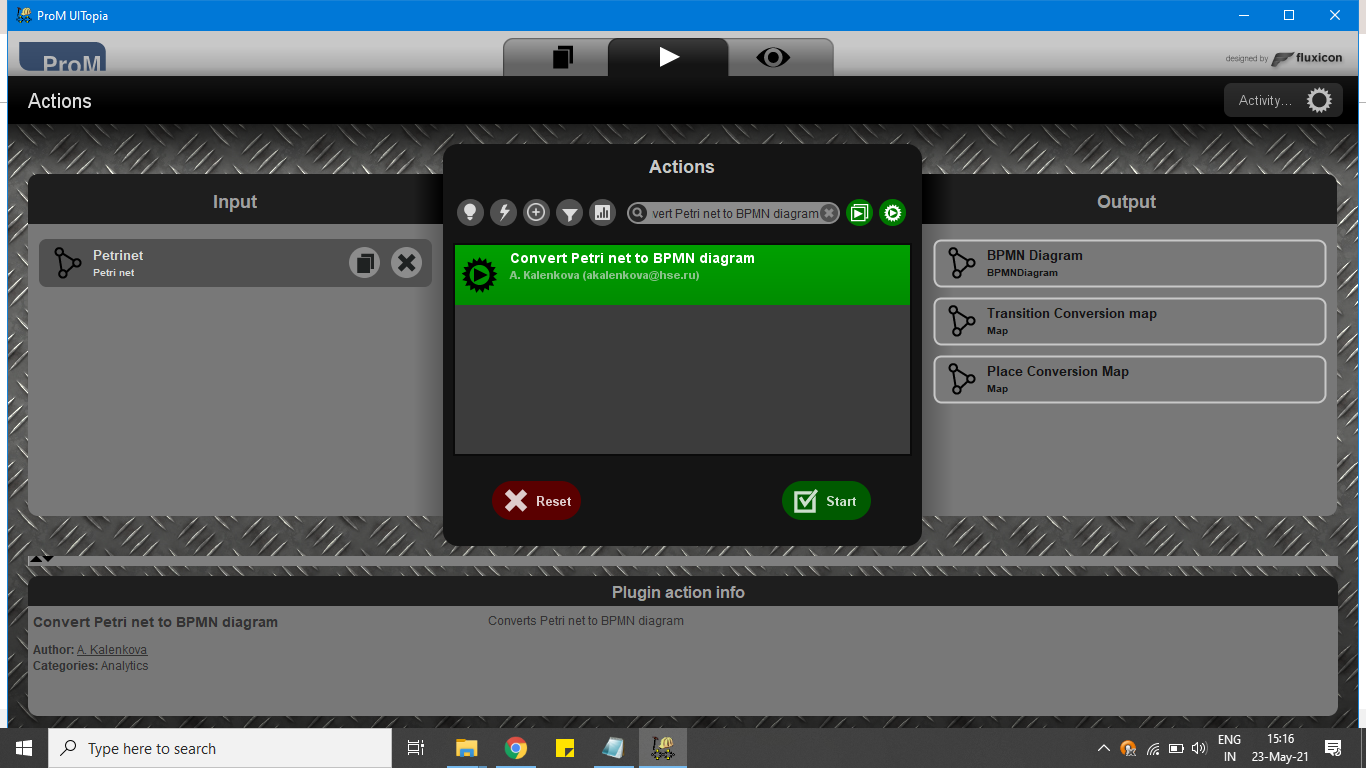 ProM UITopia
ProM
designed by fluxicon
Actions
Activity...
Input
Petrinet
Petri net
Actions
vert Petri net to BPMN diagram
Convert Petri net to BPMN diagram
A. Kalenkova (akalenkova@hse.ru)
Reset
Start
Output
BPMN Diagram
BPMNDiagram
Transition Conversion map
Map
Place Conversion Map
Map
Plugin action info
Convert Petri net to BPMN diagram
Author: A. Kalenkova
Categories: Analytics
Converts Petri net to BPMN diagram
Type here to search
ENG
IN
15:16
23-May-21